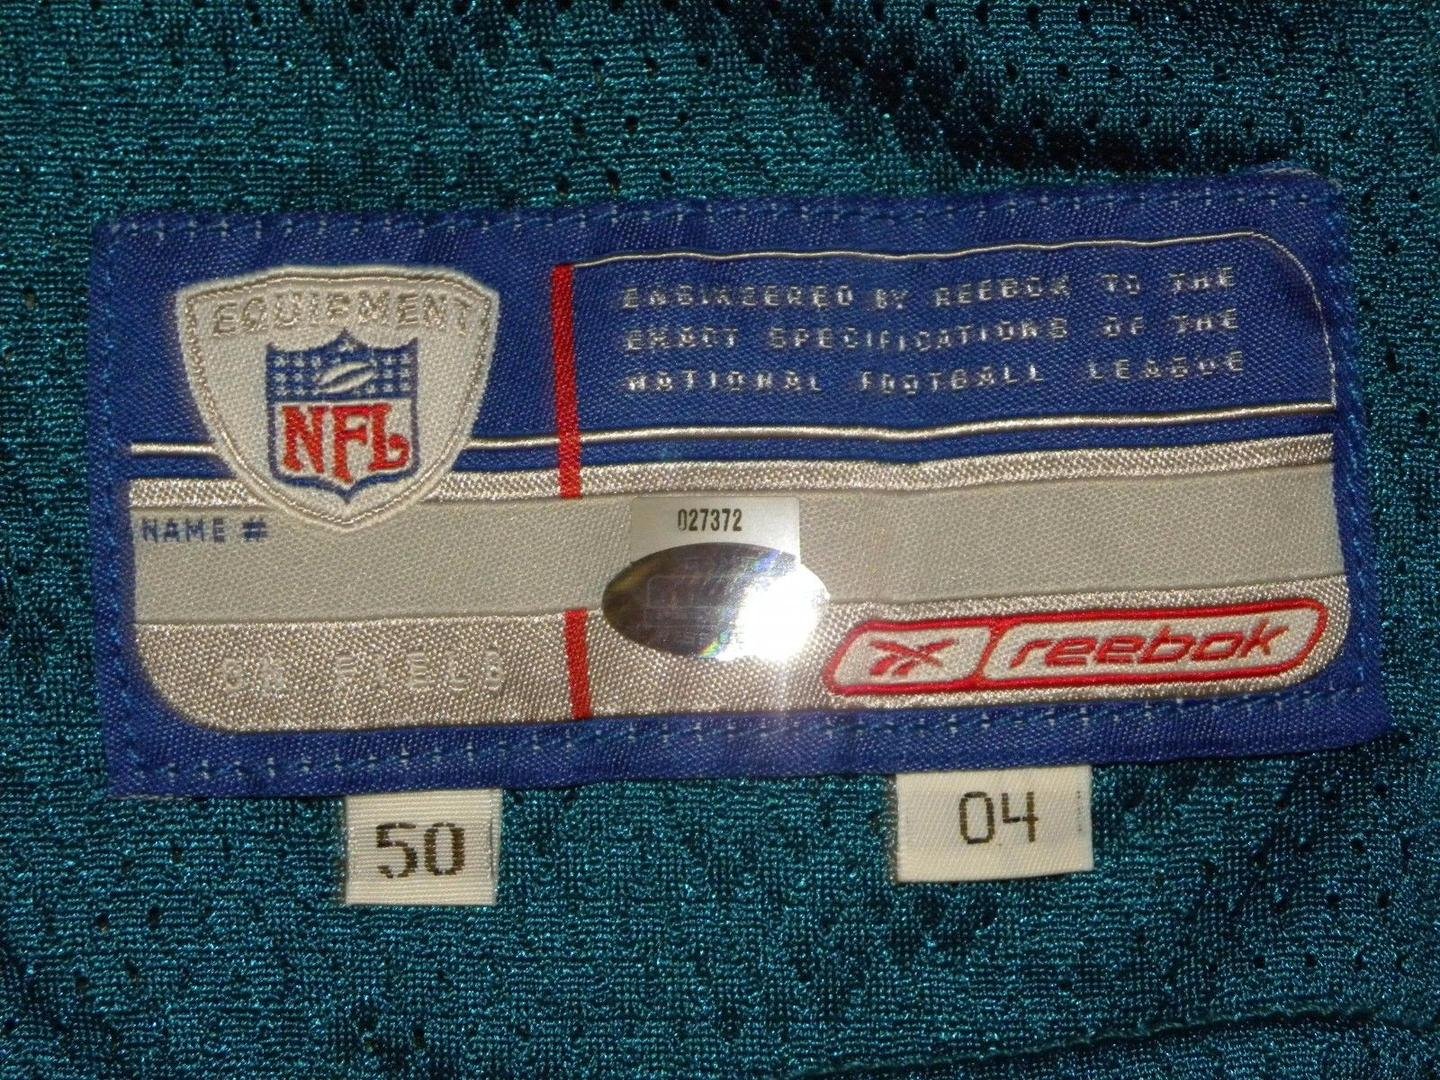 EQUIPMENT
NFL
ENGINEERED BY REEBOK TO THE
EXACT SPECIFICATIONS OF THE
NATIONAL FOOTBALL LEAGUE
NAME #
027372
ON FIELD
Reebok
50
04